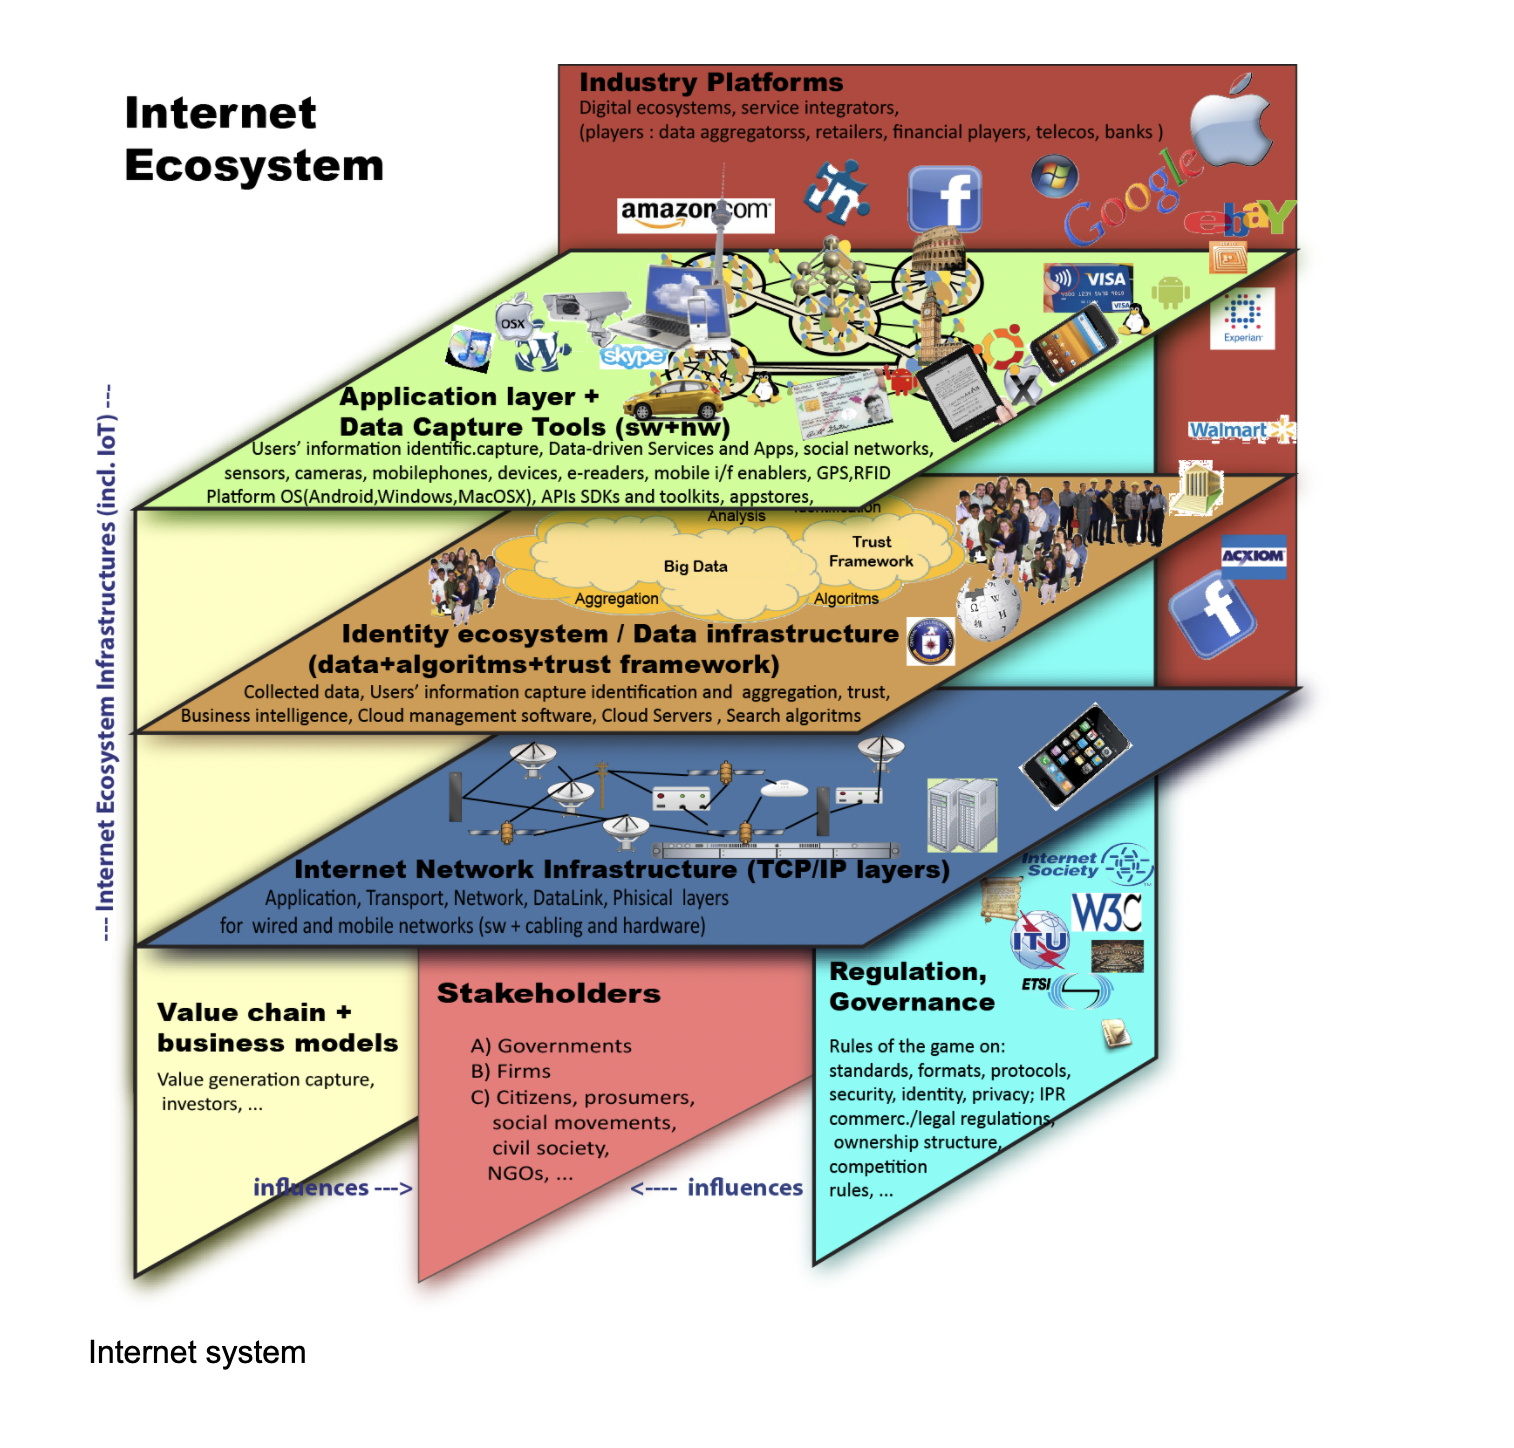 Internet
Ecosystem
Industry Platforms
Digital ecosystems, service integrators,
(players : data aggregatorss, retailers, financial players, telecos, banks )
amazon.com
in
f
Google
ebaY
VISA
VISA
OSX
skype
X
Experian
Walmart
ACXIOM
f
Application layer +
Data Capture Tools (sw+hw)
Users' information identific.capture, Data-driven Services and Apps, social networks,
sensors, cameras, mobilephones, devices, e-readers, mobile i/f enablers, GPS,RFID
Platform OS(Android,Windows,MacOSX), APIs SDKs and toolkits, appstores,
--- Internet Ecosystem Infrastructures (incl. IoT) ---
Identification
Analysis
Trust
Framework
Big Data
Aggregation
Algoritms
Identity ecosystem / Data infrastructure
(data+algoritms+trust framework)
Collected data, Users' information capture identification and aggregation, trust,
Business intelligence, Cloud management software, Cloud Servers , Search algoritms
Internet Network Infrastructure (TCP/IP layers)
Application, Transport, Network, DataLink, Phisical layers
for wired and mobile networks (sw + cabling and hardware)
Internet
Society
W3C
ITU
ETSI
Value chain +
business models
Value generation capture,
investors, ...
Stakeholders
A) Governments
B) Firms
C) Citizens, prosumers,
social movements,
civil society,
NGOs, ...
Regulation,
Governance
Rules of the game on:
standards, formats, protocols,
security, identity, privacy; IPR
commerc./legal regulations,
ownership structure,
competition
rules, ...
influences --->
<---- influences
Internet system